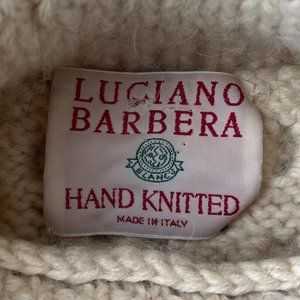 LUCIANO
BARBERA
HAND KNITTED
MADE IN ITALY